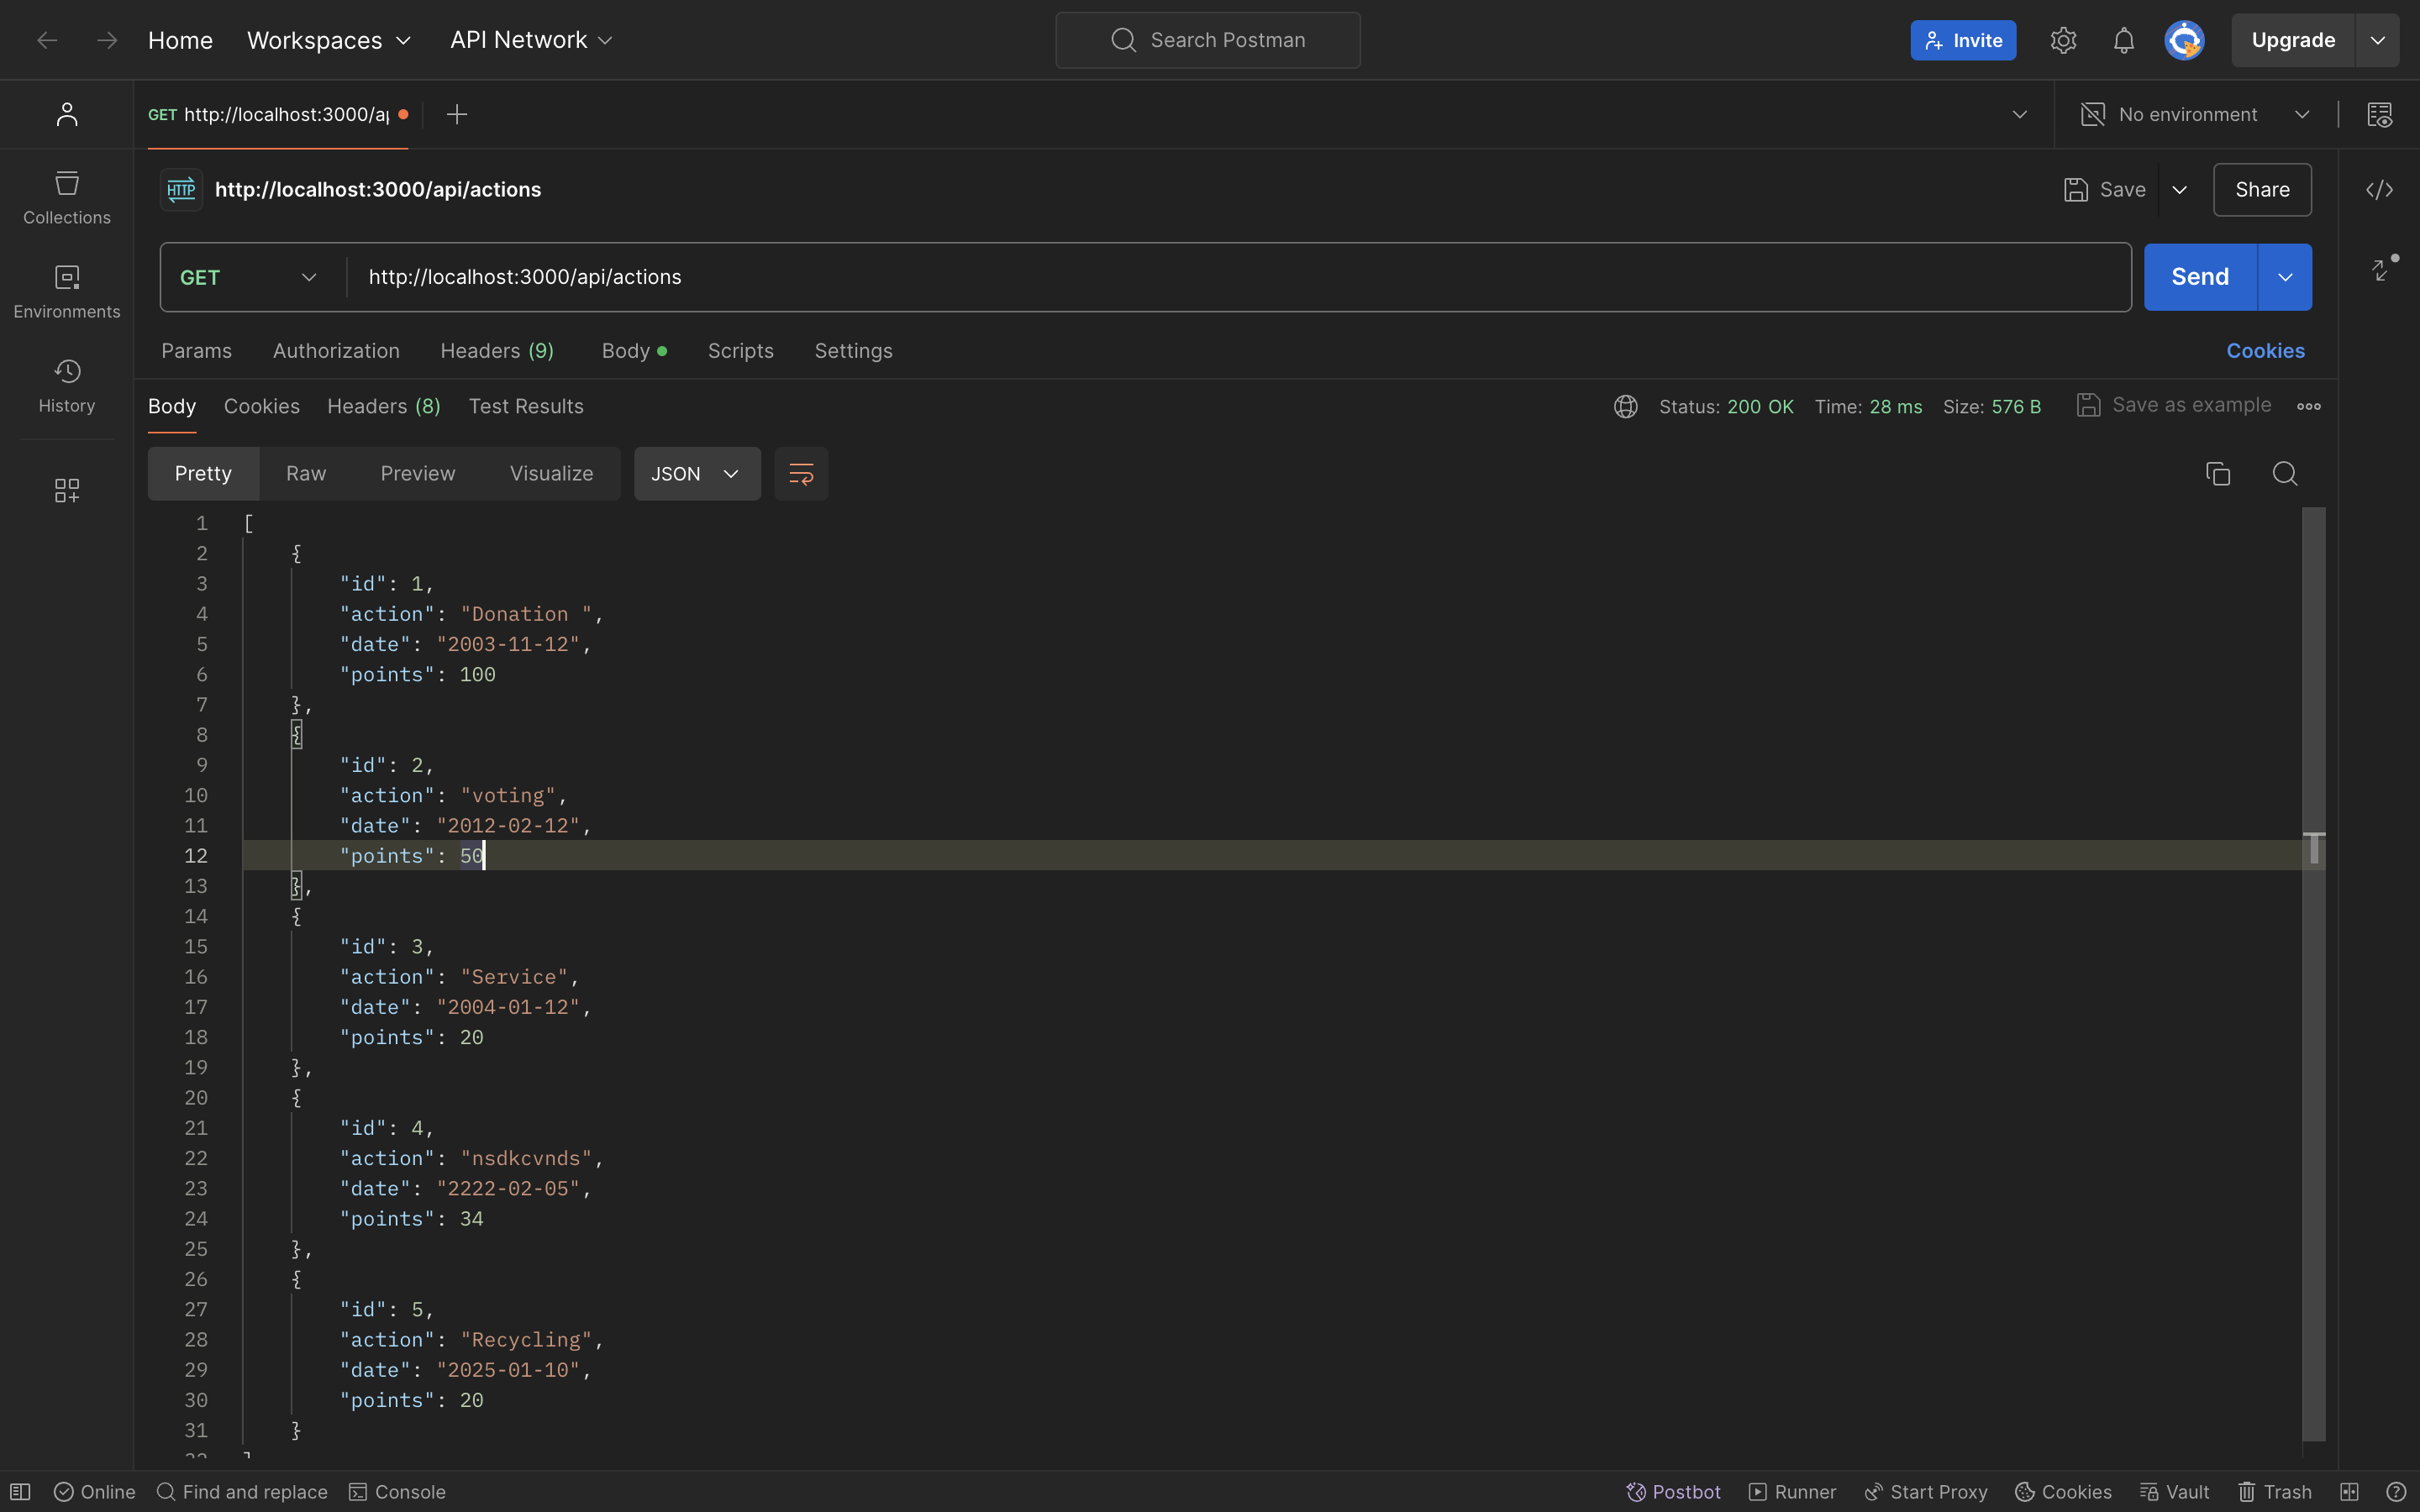 Home Workspaces API Network Search Postman Invite Upgrade
GET http://localhost:3000/ap No environment
HTTP http://localhost:3000/api/actions Save Share
GET http://localhost:3000/api/actions Send
Params Authorization Headers (9) Body Scripts Settings Cookies
Body Cookies Headers (8) Test Results Status: 200 OK Time: 28 ms Size: 576 B Save as example
Pretty Raw Preview Visualize JSON
Collections
Environments
History
1 [
2 {
3 "id": 1,
4 "action": "Donation ",
5 "date": "2003-11-12",
6 "points": 100
7 },
8 {
9 "id": 2,
10 "action": "voting",
11 "date": "2012-02-12",
12 "points": 50
13 },
14 {
15 "id": 3,
16 "action": "Service",
17 "date": "2004-01-12",
18 "points": 20
19 },
20 {
21 "id": 4,
22 "action": "nsdkcvnds",
23 "date": "2222-02-05",
24 "points": 34
25 },
26 {
27 "id": 5,
28 "action": "Recycling",
29 "date": "2025-01-10",
30 "points": 20
31 }
Online Find and replace Console Postbot Runner Start Proxy Cookies Vault Trash